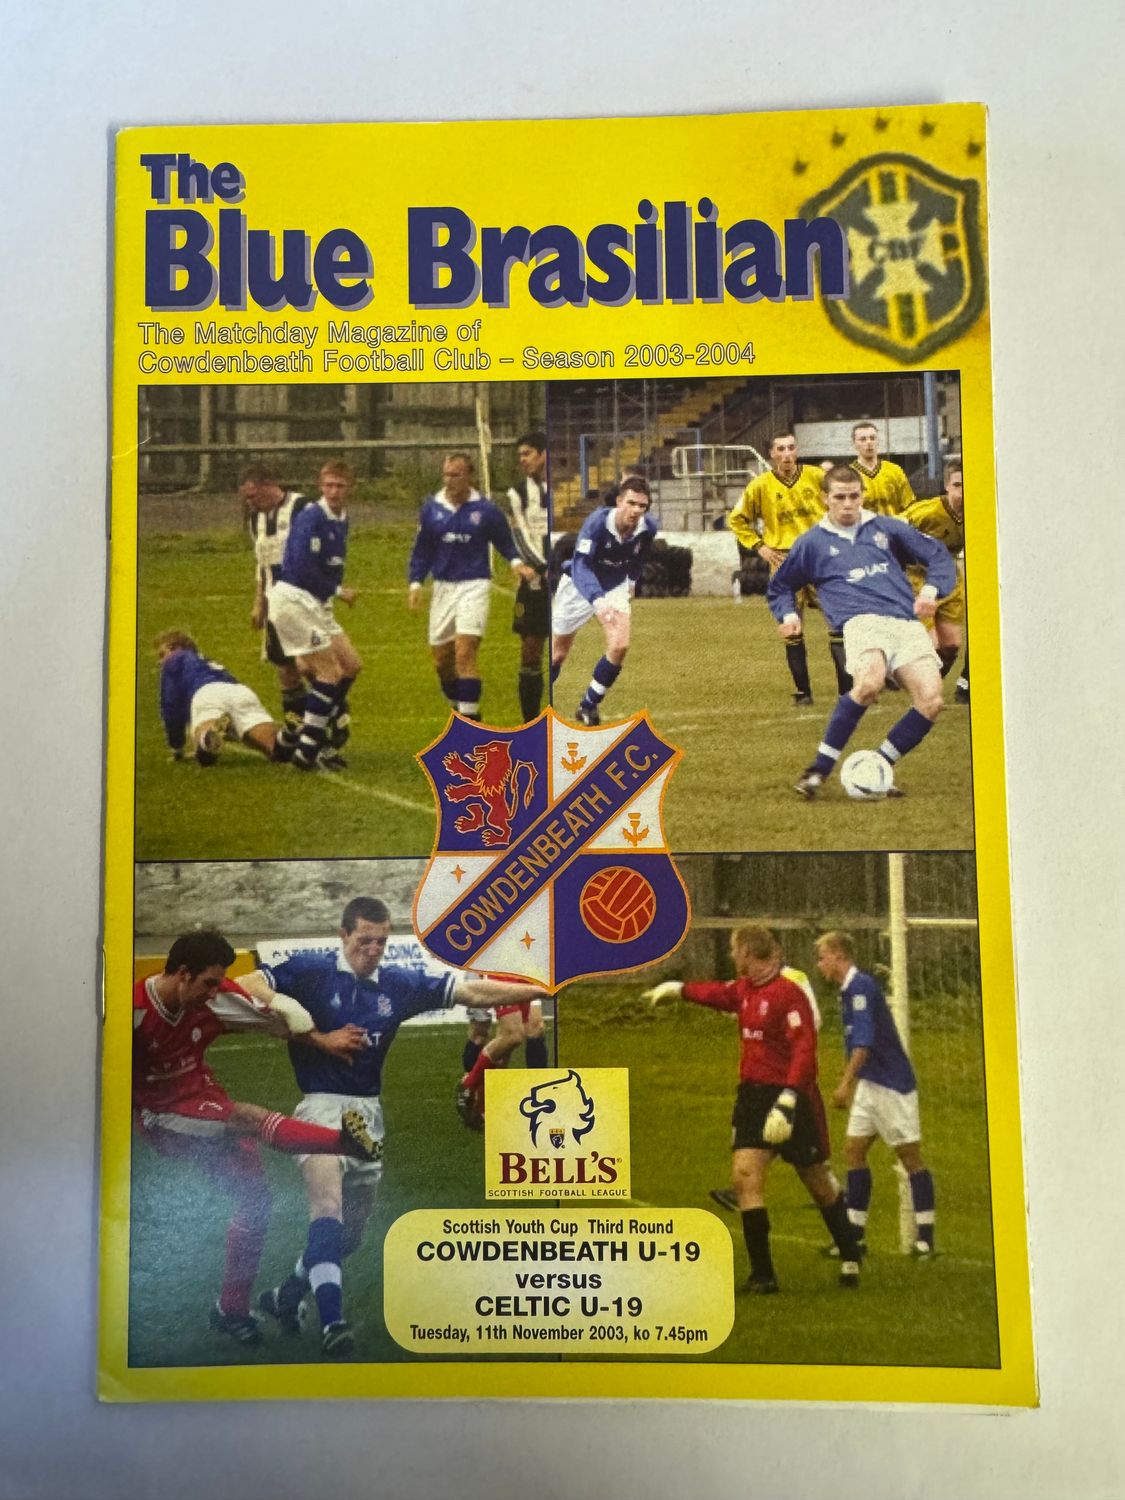 The
Blue Brasilian
CBF
The Matchday Magazine of
Cowdenbeath Football Club – Season 2003-2004
COWDENBEATH F.C.
BELL'S®
SCOTTISH FOOTBALL LEAGUE
Scottish Youth Cup Third Round
COWDENBEATH U-19
versus
CELTIC U-19
Tuesday, 11th November 2003, ko 7.45pm